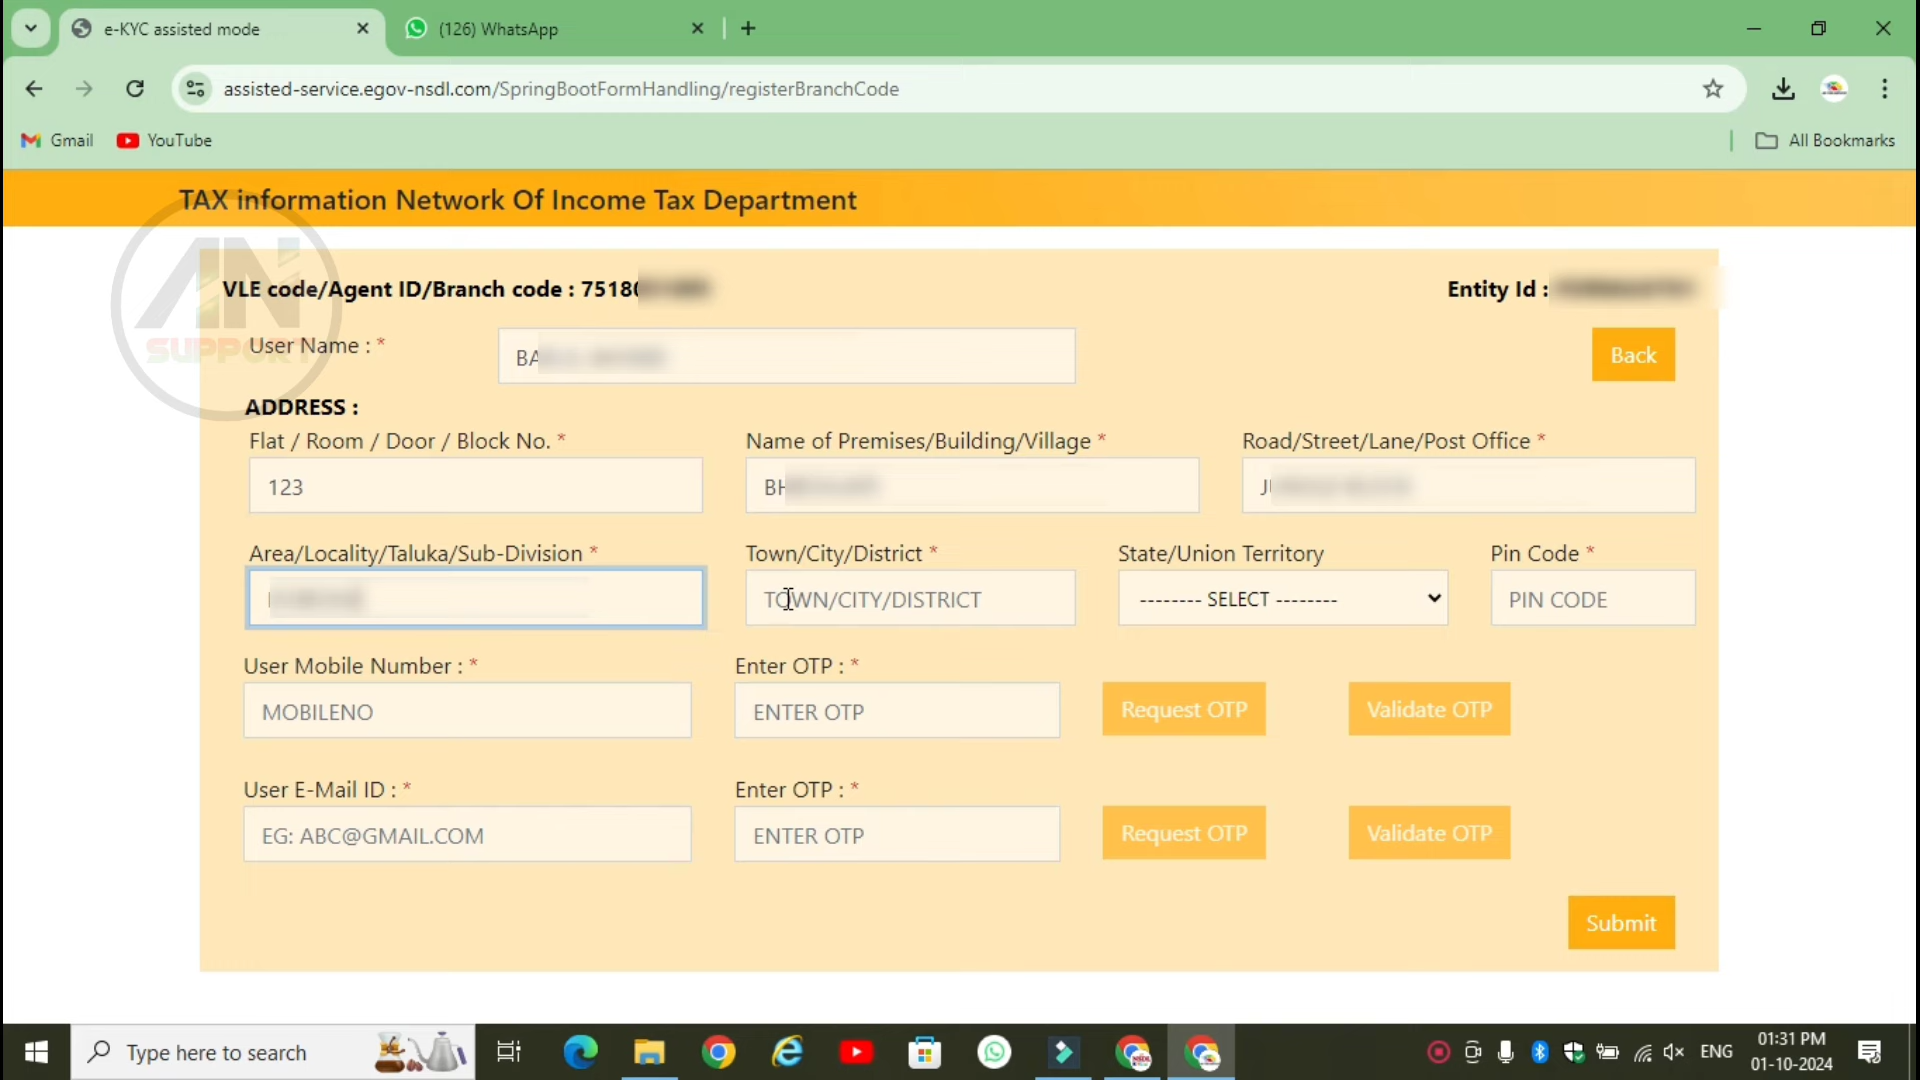 e-KYC assisted mode
(126) WhatsApp
assisted-service.egov-nsdl.com/SpringBootFormHandling/registerBranchCode
Gmail
YouTube
All Bookmarks
TAX information Network Of Income Tax Department
AN
SUPPORT
VLE code/Agent ID/Branch code : 7518
Entity Id :
User Name : *
BA
Back
ADDRESS :
Flat / Room / Door / Block No. *
Name of Premises/Building/Village *
Road/Street/Lane/Post Office *
123
BH
J
Area/Locality/Taluka/Sub-Division *
Town/City/District *
State/Union Territory
Pin Code *
TOWN/CITY/DISTRICT
-------- SELECT --------
PIN CODE
User Mobile Number : *
Enter OTP : *
MOBILENO
ENTER OTP
Request OTP
Validate OTP
User E-Mail ID : *
Enter OTP : *
EG: ABC@GMAIL.COM
ENTER OTP
Request OTP
Validate OTP
Submit
Type here to search
NSDL
ENG
01:31 PM
01-10-2024